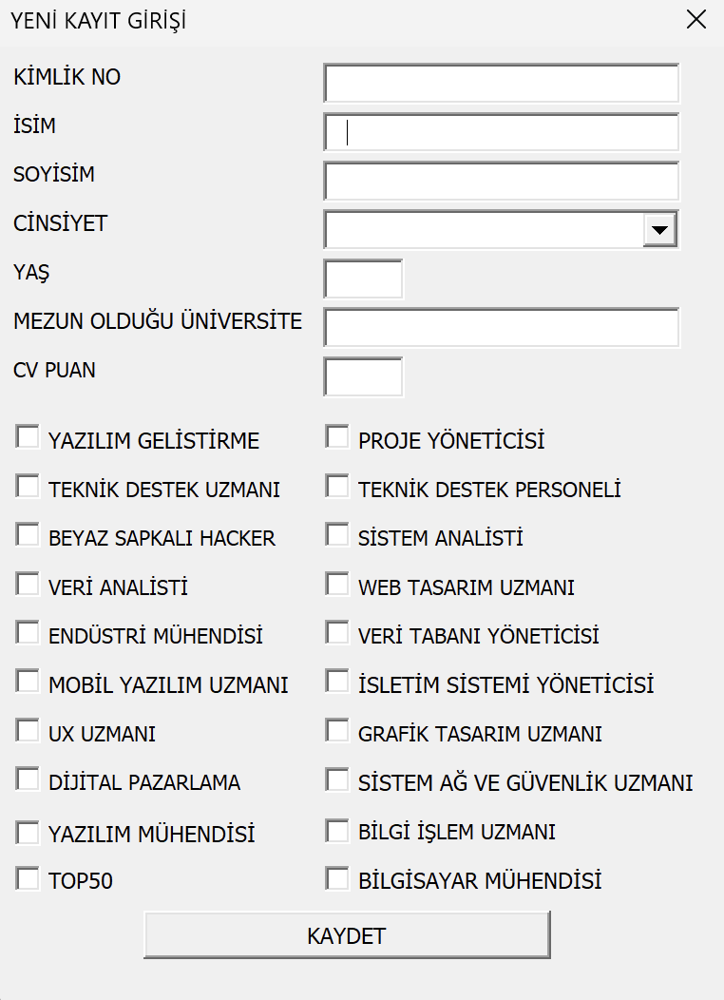 YENİ KAYIT GİRİŞİ
KİMLİK NO
İSİM
SOYİSİM
CİNSİYET
YAŞ
MEZUN OLDUĞU ÜNİVERSİTE
CV PUAN
YAZILIM GELİSTİRME PROJE YÖNETİCİSİ
TEKNİK DESTEK UZMANI TEKNİK DESTEK PERSONELİ
BEYAZ SAPKALI HACKER SİSTEM ANALİSTİ
VERİ ANALİSTİ WEB TASARIM UZMANI
ENDÜSTRİ MÜHENDİSİ VERİ TABANI YÖNETİCİSİ
MOBİL YAZILIM UZMANI İSLETİM SİSTEMİ YÖNETİCİSİ
UX UZMANI GRAFİK TASARIM UZMANI
DİJİTAL PAZARLAMA SİSTEM AĞ VE GÜVENLİK UZMANI
YAZILIM MÜHENDİSİ BİLGİ İŞLEM UZMANI
TOP50 BİLGİSAYAR MÜHENDİSİ
KAYDET